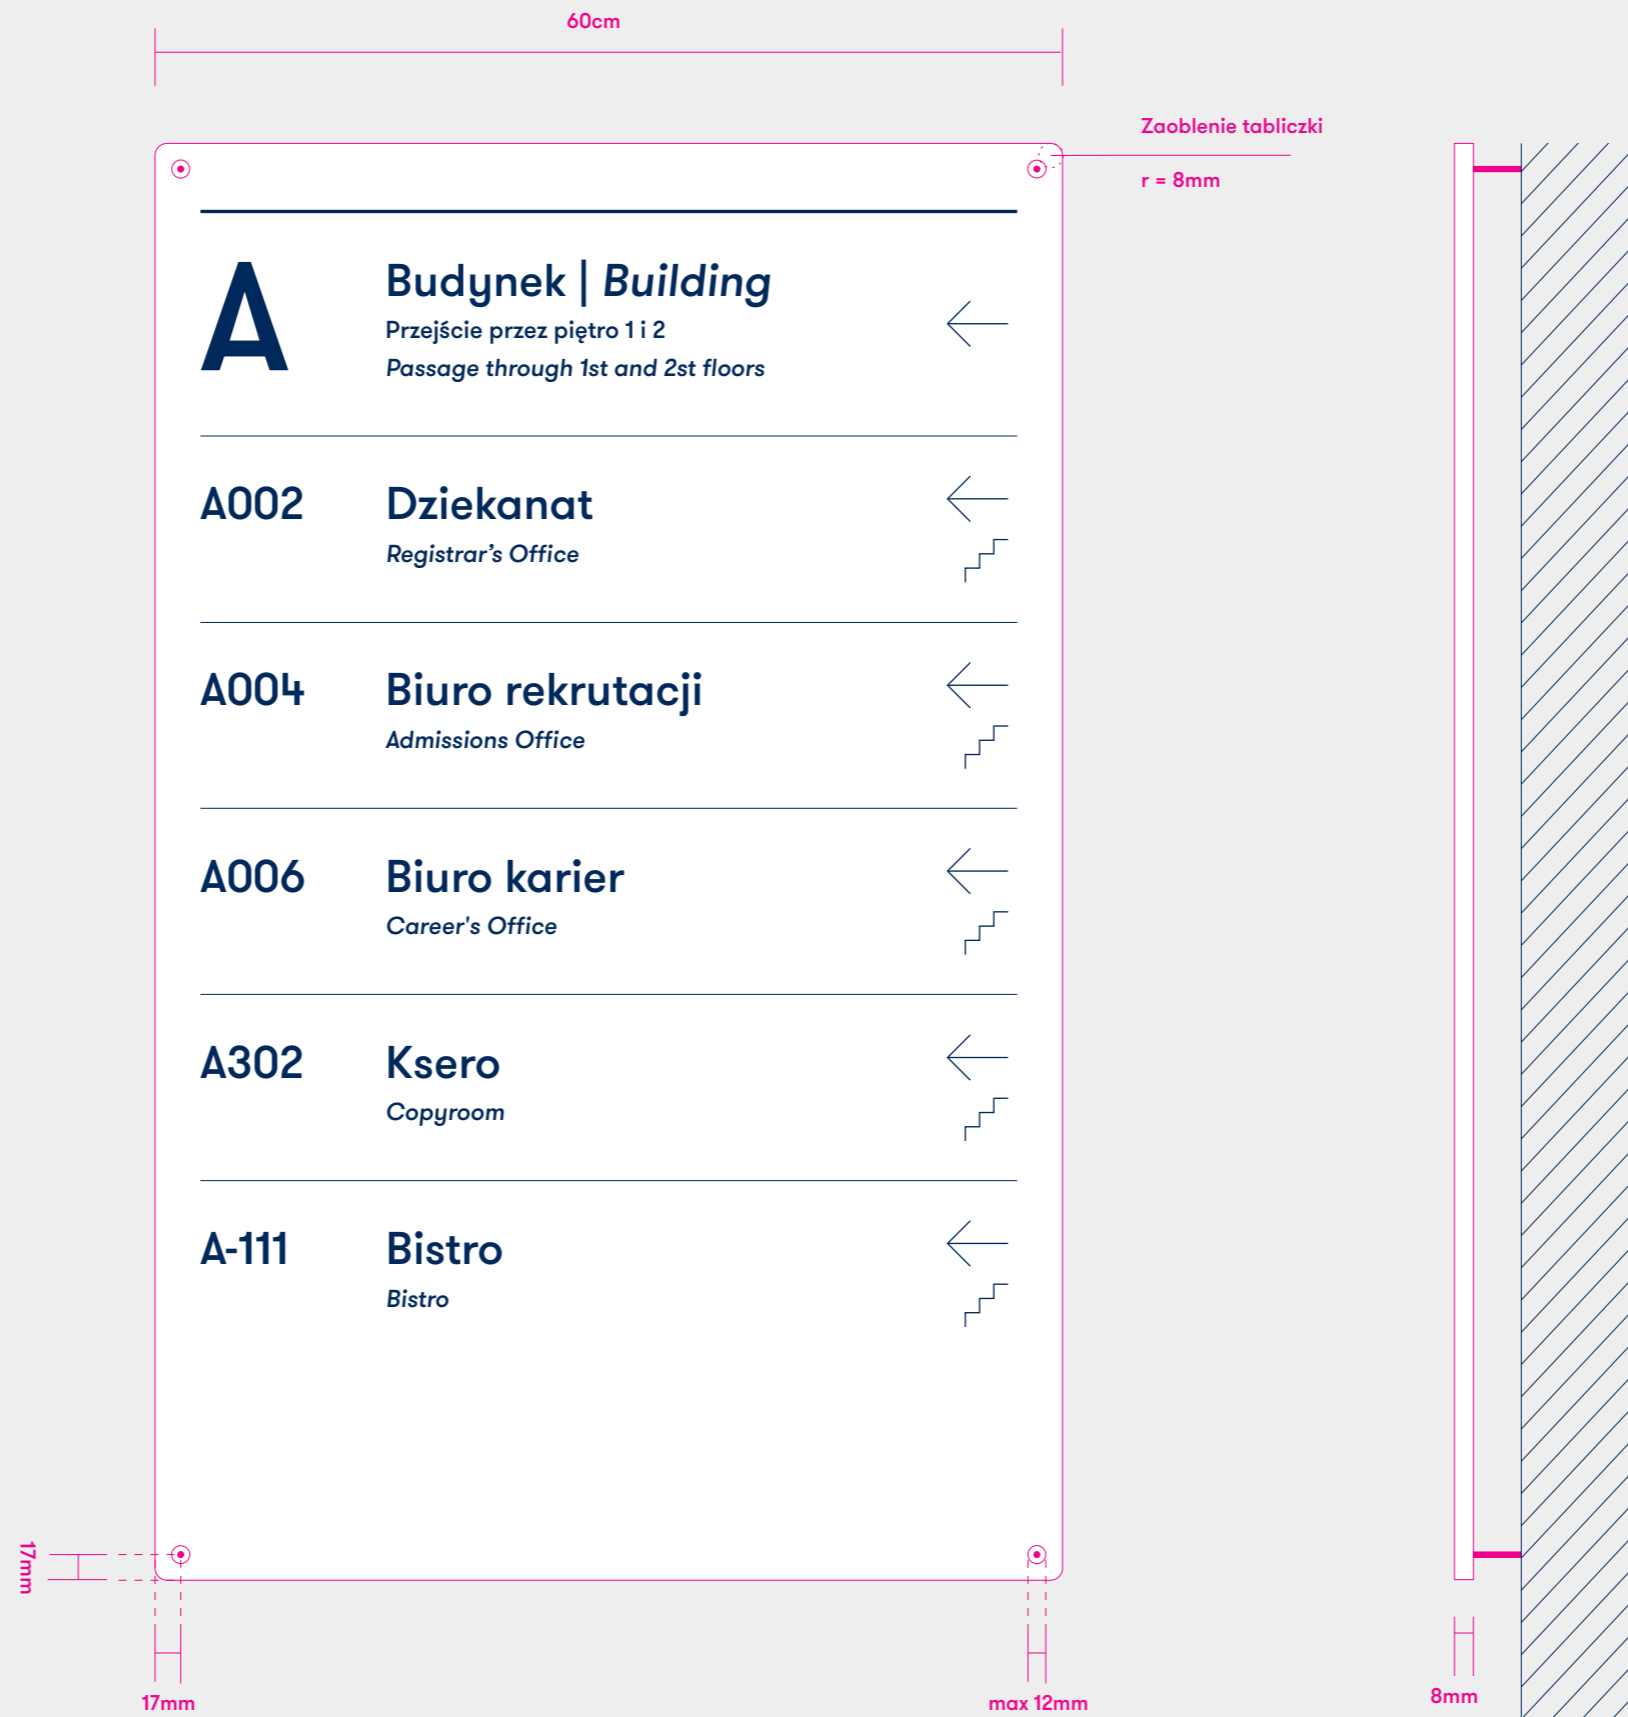 60cm
Zaoblenie tabliczki
r = 8mm
A
Budynek | Building
Przejście przez piętro 1 i 2
Passage through 1st and 2st floors
A002
Dziekanat
Registrar’s Office
A004
Biuro rekrutacji
Admissions Office
A006
Biuro karier
Career's Office
A302
Ksero
Copyroom
A-111
Bistro
Bistro
17mm
17mm
max 12mm
8mm